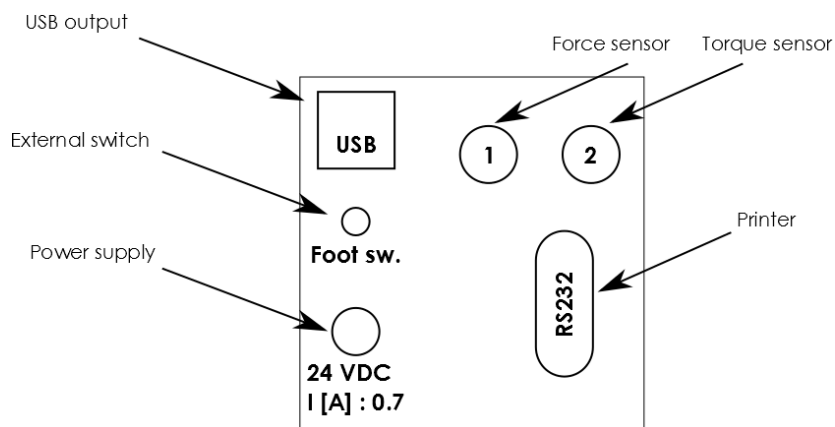 USB output
Force sensor
Torque sensor
USB
1
2
External switch
Foot sw.
Printer
Power supply
RS232
24 VDC
I [A] : 0.7